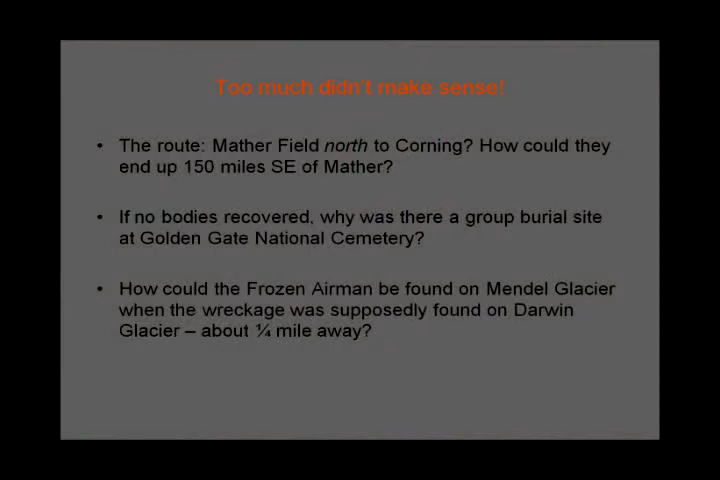 Too much didn't make sense!
• The route: Mather Field north to Corning? How could they
end up 150 miles SE of Mather?
• If no bodies recovered, why was there a group burial site
at Golden Gate National Cemetery?
• How could the Frozen Airman be found on Mendel Glacier
when the wreckage was supposedly found on Darwin
Glacier – about ¼ mile away?